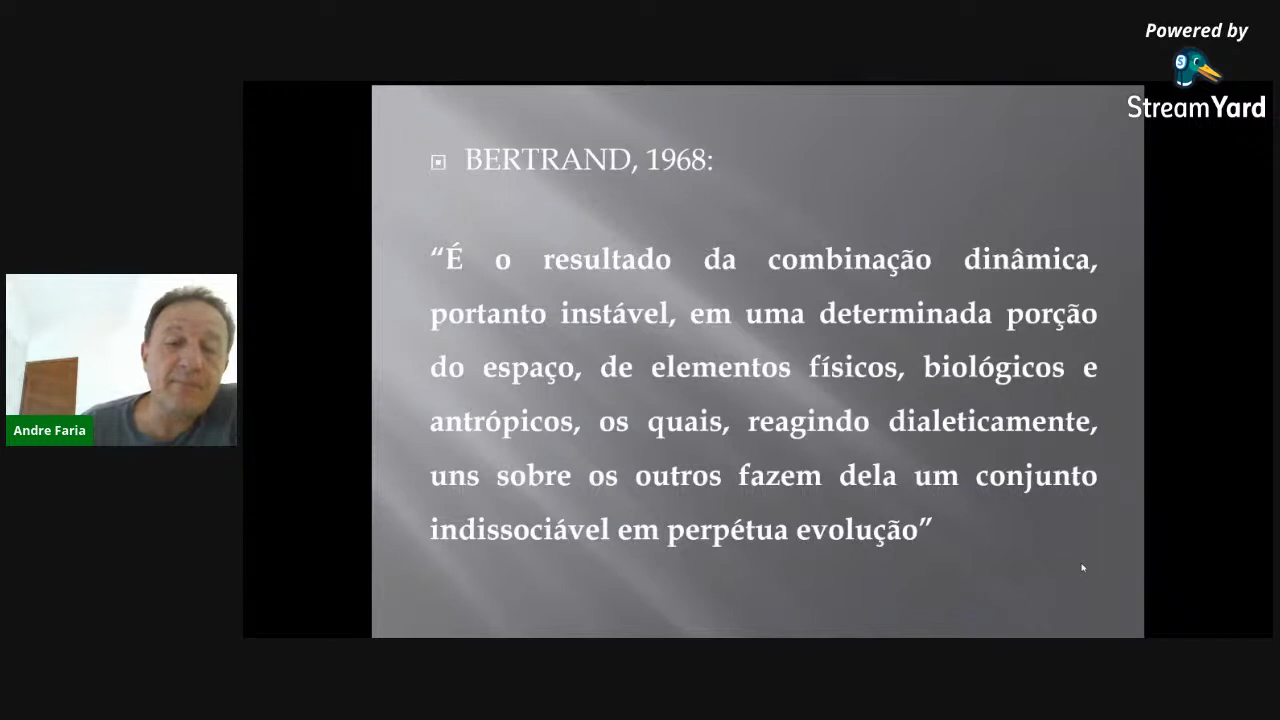 Powered by
StreamYard
BERTRAND, 1968:
“É o resultado da combinação dinâmica,
portanto instável, em uma determinada porção
do espaço, de elementos físicos, biológicos e
antrópicos, os quais, reagindo dialeticamente,
uns sobre os outros fazem dela um conjunto
indissociável em perpétua evolução”
Andre Faria